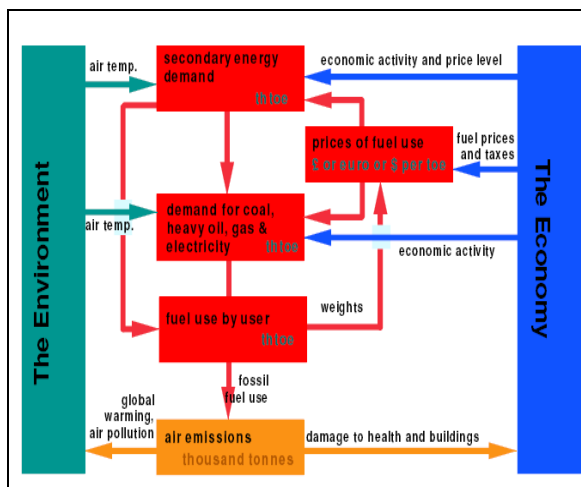 The Environment
The Economy
air temp.
secondary energy
demand
th toe
economic activity and price level
prices of fuel use
£ or euro or $ per toe
fuel prices
and taxes
air temp.
demand for coal,
heavy oil, gas &
electricity
th toe
economic activity
fuel use by user
th toe
weights
fossil
fuel use
global
warming,
air pollution
air emissions
thousand tonnes
damage to health and buildings